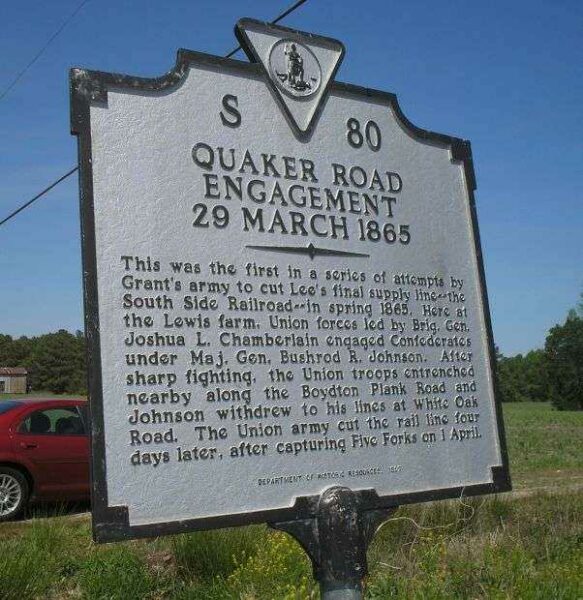 S 80
QUAKER ROAD
ENGAGEMENT
29 MARCH 1865
This was the first in a series of attempts by
Grant's army to cut Lee's final supply line--the
South Side Railroad--in spring 1865. Here at
the Lewis farm, Union forces led by Brig. Gen.
Joshua L. Chamberlain engaged Confederates
under Maj. Gen. Bushrod R. Johnson. After
sharp fighting, the Union troops entrenched
nearby along the Boydton Plank Road and
Johnson withdrew to his lines at White Oak
Road. The Union army cut the rail line four
days later, after capturing Five Forks on 1 April.
DEPARTMENT OF HISTORIC RESOURCES,